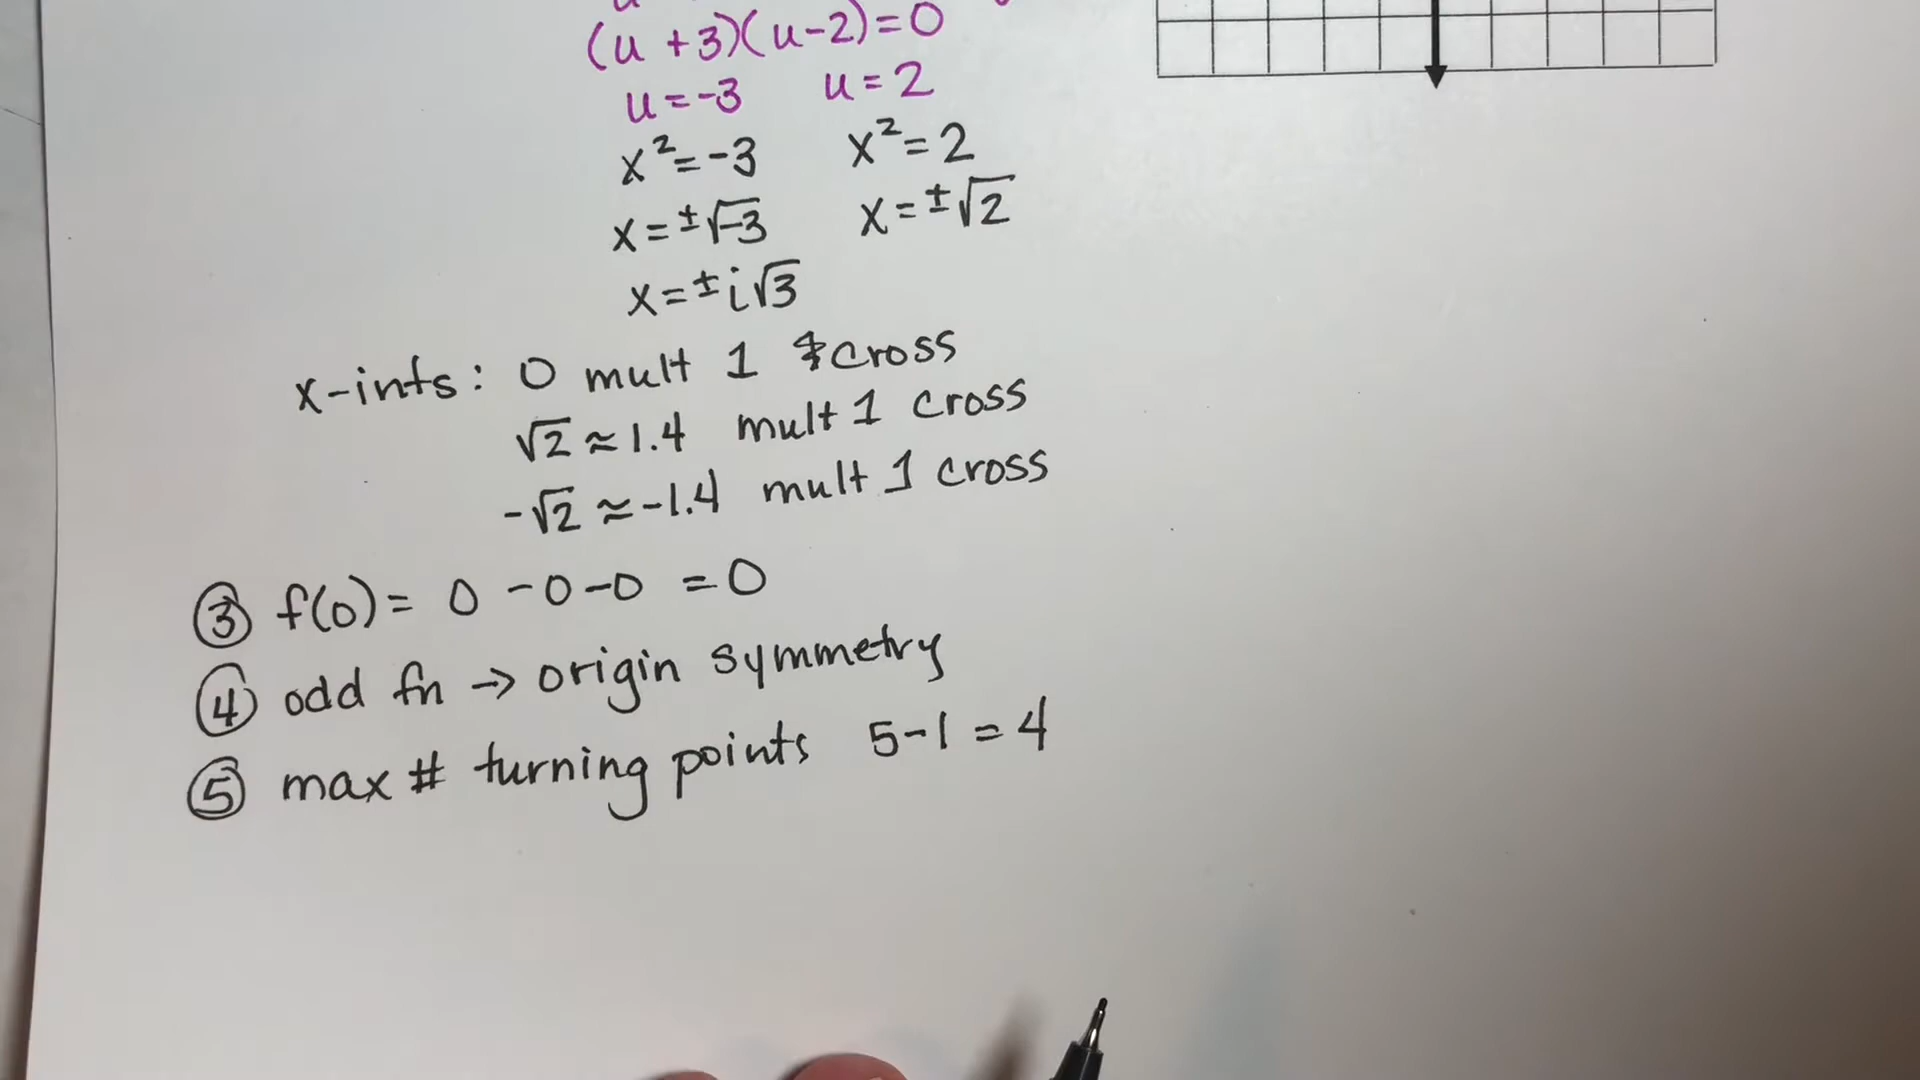 (u +3)(u-2)=0
u=-3 u=2
x²=-3 x²=2
x=±√-3 x=±√2
x=±i√3
x-ints: 0 mult 1 cross
√2≈1.4 mult 1 cross
-√2≈-1.4 mult 1 cross
③ f(0)= 0 -0-0 =0
④ odd fn → origin symmetry
⑤ max # turning points 5-1=4